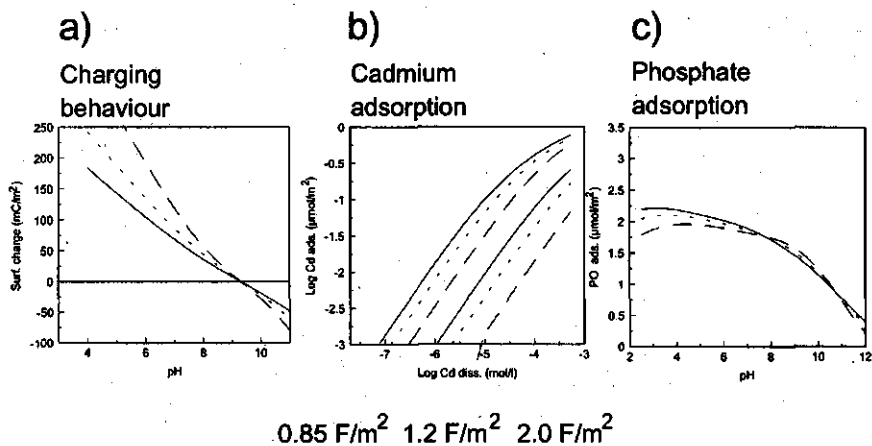 a)
Charging
behaviour
250
200
150
100
50
0
-50
-100
Surf. charge (mC/m²)
4
6
8
10
pH
b)
Cadmium
adsorption
0
-0.5
-1
-1.5
-2
-2.5
-3
Log Cd ads. (μmol/m²)
-7
-6
-5
-4
-3
Log Cd diss. (mol/l)
c)
Phosphate
adsorption
3.5
3
2.5
2
1.5
1
0.5
0
PO ads. (μmol/m²)
2
4
6
8
10
12
pH
0.85 F/m² 1.2 F/m² 2.0 F/m²